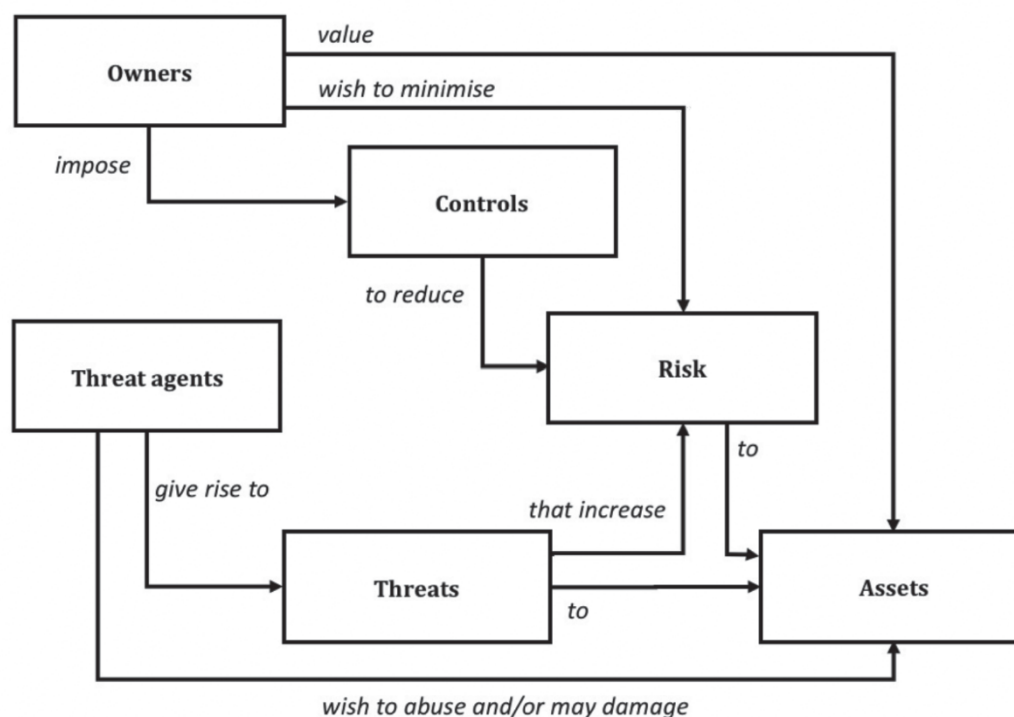 value
Owners
wish to minimise
impose
Controls
to reduce
Threat agents
Risk
to
give rise to
that increase
Threats
to
Assets
wish to abuse and/or may damage